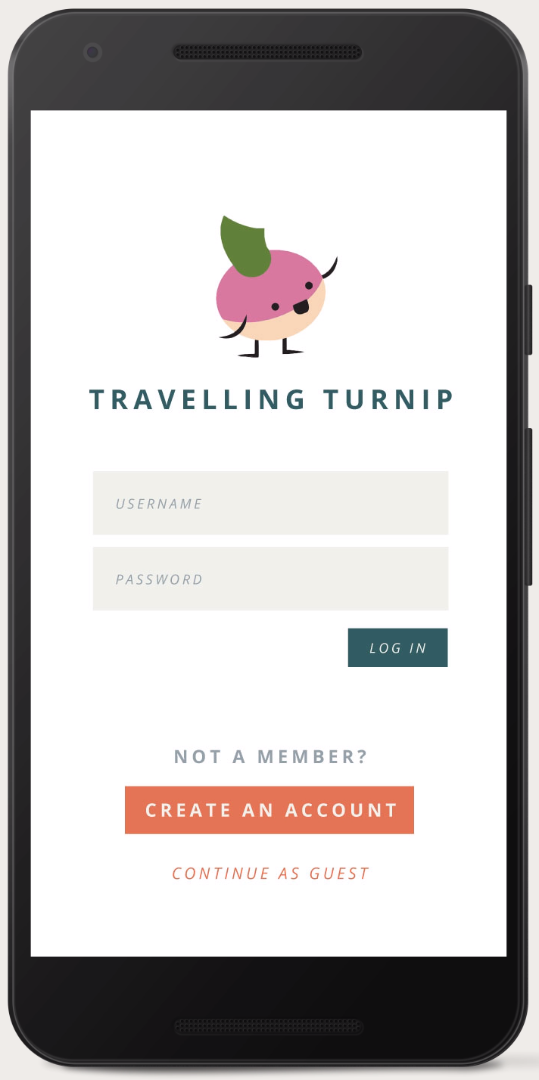 TRAVELLING TURNIP
USERNAME
PASSWORD
LOG IN
NOT A MEMBER?
CREATE AN ACCOUNT
CONTINUE AS GUEST